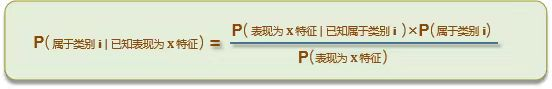 P( 表现为 x 特征 | 已知属于类别 i )×P(属于类别 i)
P( 属于类别 i | 已知表现为 x 特征) =
P(表现为 x 特征)